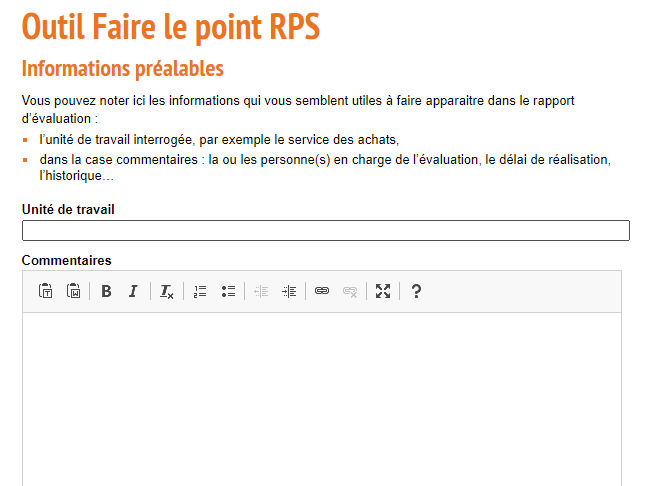 Outil Faire le point RPS
Informations préalables
Vous pouvez noter ici les informations qui vous semblent utiles à faire apparaitre dans le rapport
d’évaluation :
l’unité de travail interrogée, par exemple le service des achats,
dans la case commentaires : la ou les personne(s) en charge de l’évaluation, le délai de réalisation,
l’historique…
Unité de travail
Commentaires
B I Tx ?